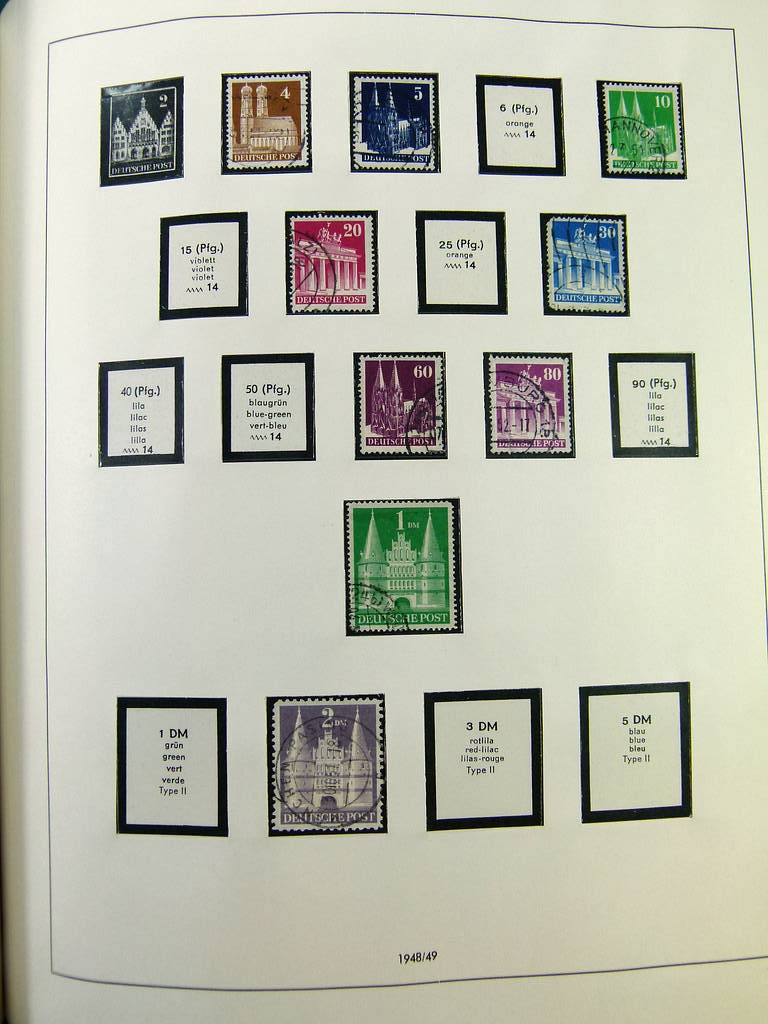 2
DEUTSCHE POST
4
DEUTSCHE POST
5
DEUTSCHE POST
6 (Pfg.)
orange
14
10
DEUTSCHE POST
15 (Pfg.)
violett
violet
violet
14
20
DEUTSCHE POST
25 (Pfg.)
orange
14
30
DEUTSCHE POST
40 (Pfg.)
lila
lilac
lilas
lilla
14
50 (Pfg.)
blaugrün
blue-green
vert-bleu
14
60
DEUTSCHE POST
80
DEUTSCHE POST
90 (Pfg.)
lila
lilac
lilas
lilla
14
1 DM
DEUTSCHE POST
1 DM
grün
green
vert
verde
Type II
2 DM
DEUTSCHE POST
3 DM
rotlila
red-lilac
lilas-rouge
Type II
5 DM
blau
blue
bleu
Type II
1948/49